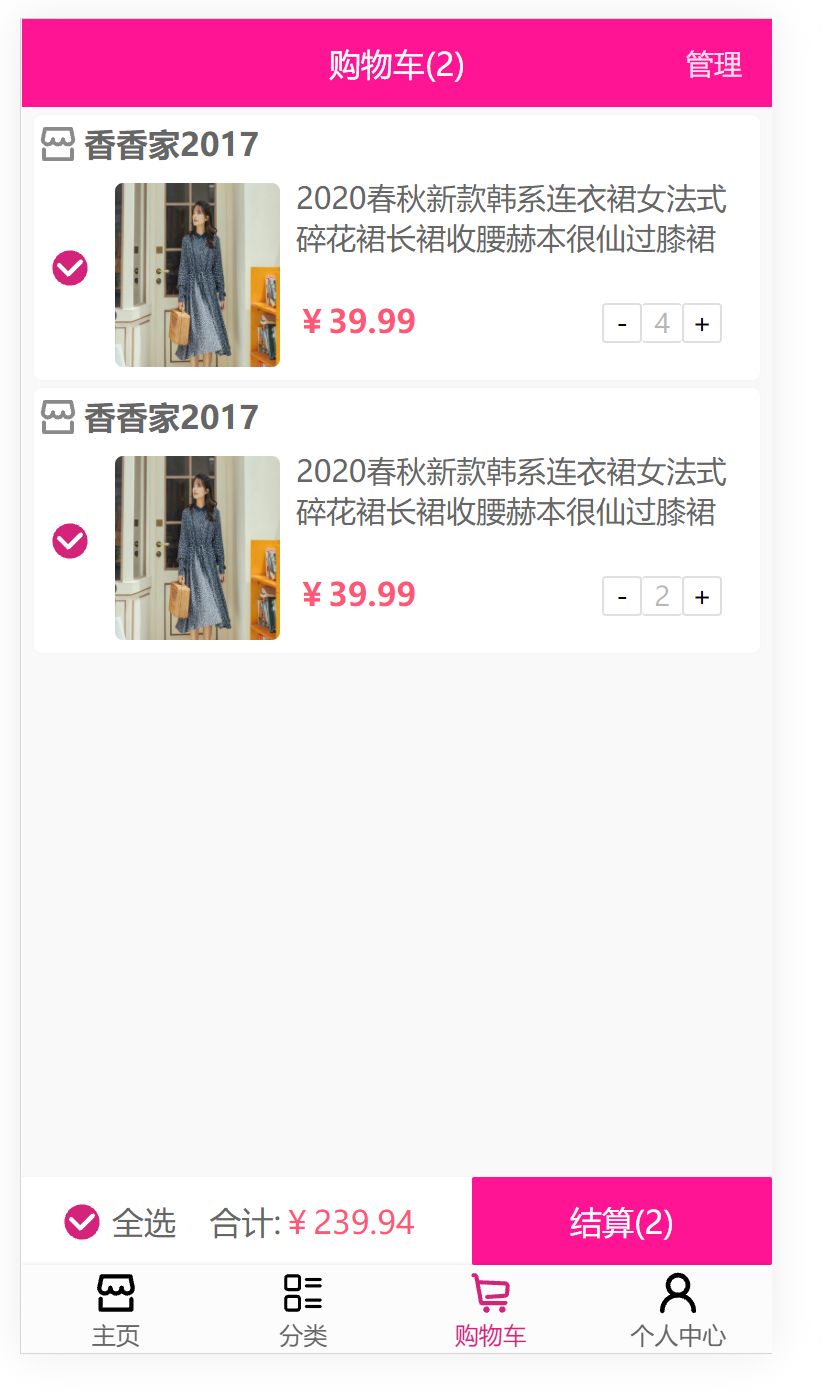 购物车(2)
管理
香香家2017
2020春秋新款韩系连衣裙女法式
碎花裙长裙收腰赫本很仙过膝裙
¥ 39.99
- 4 +
香香家2017
2020春秋新款韩系连衣裙女法式
碎花裙长裙收腰赫本很仙过膝裙
¥ 39.99
- 2 +
全选 合计: ¥ 239.94 结算(2)
主页 分类 购物车 个人中心